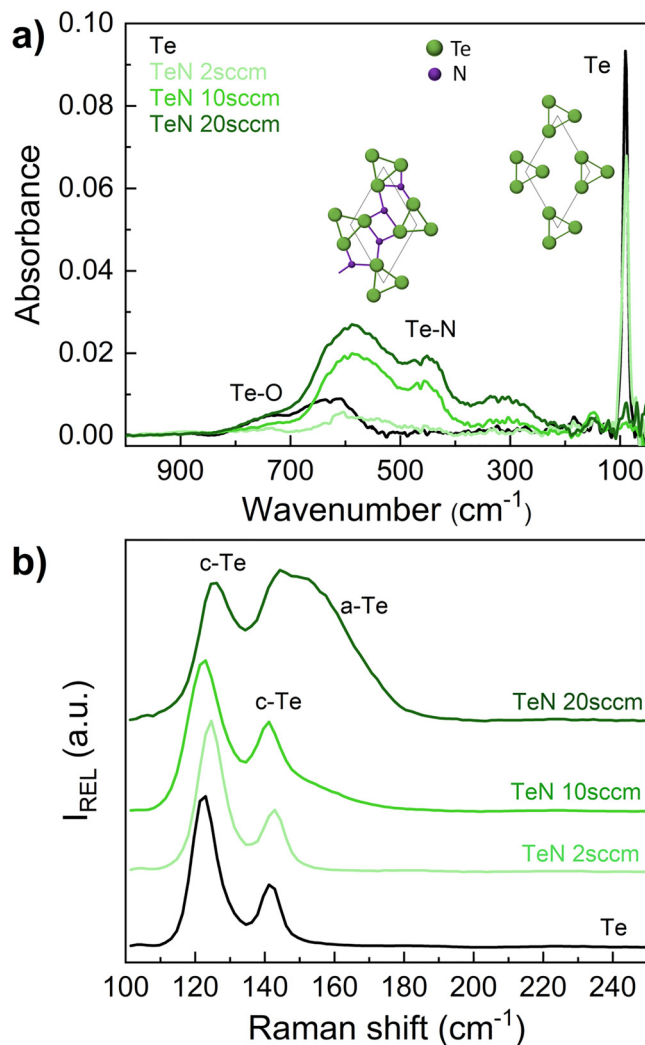 a)
Te
TeN 2sccm
TeN 10sccm
TeN 20sccm
Te
N
Te
Te-N
Te-O
Absorbance
0.10
0.08
0.06
0.04
0.02
0.00
900 700 500 300 100
Wavenumber (cm⁻¹)
b)
c-Te
a-Te
TeN 20sccm
c-Te
TeN 10sccm
TeN 2sccm
Te
I_REL (a.u.)
100 120 140 160 180 200 220 240
Raman shift (cm⁻¹)